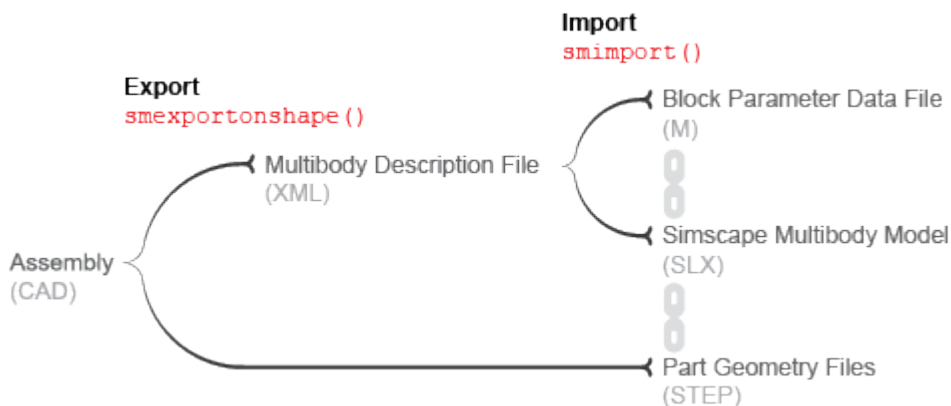 Import
smimport()
Export
smexportonshape()
Block Parameter Data File
(M)
Multibody Description File
(XML)
Simscape Multibody Model
(SLX)
Assembly
(CAD)
Part Geometry Files
(STEP)